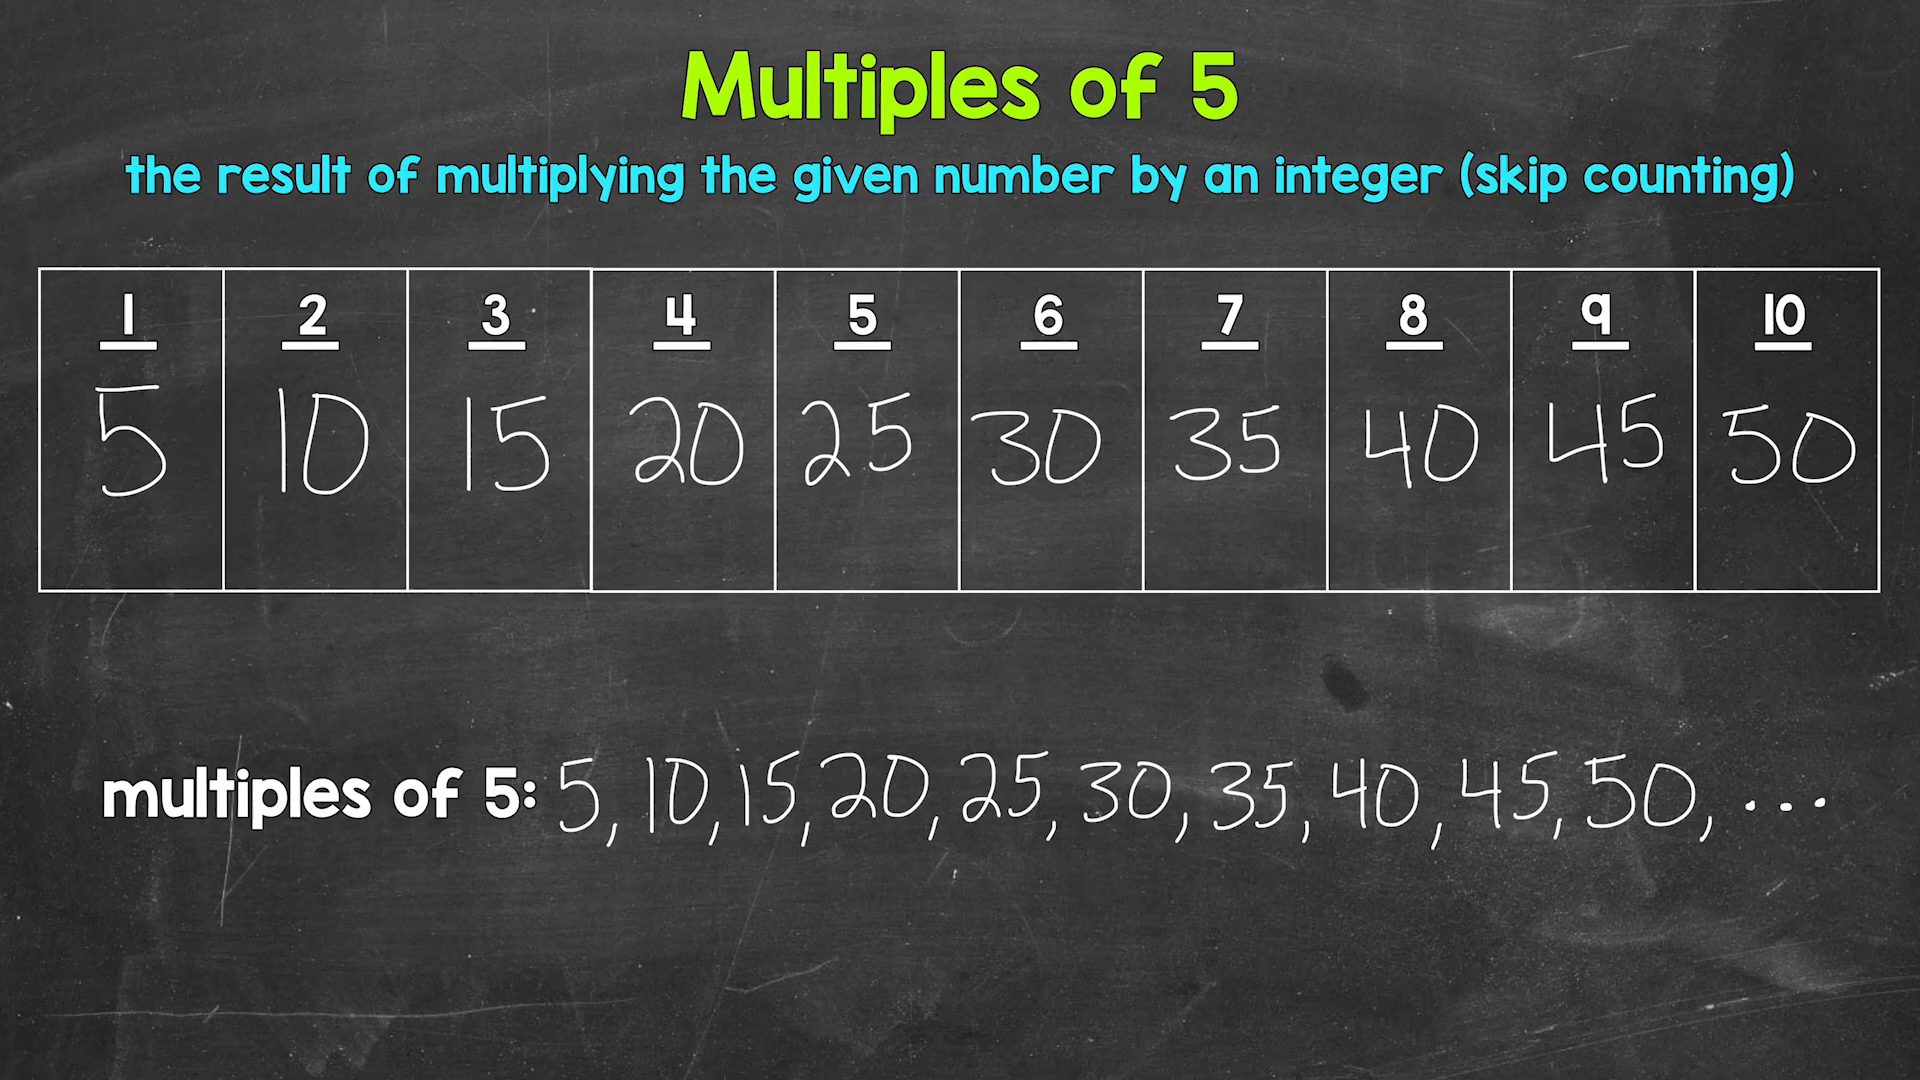 Multiples of 5
the result of multiplying the given number by an integer (skip counting)
1 2 3 4 5 6 7 8 9 10
5 10 15 20 25 30 35 40 45 50
multiples of 5: 5, 10, 15, 20, 25, 30, 35, 40, 45, 50, ...